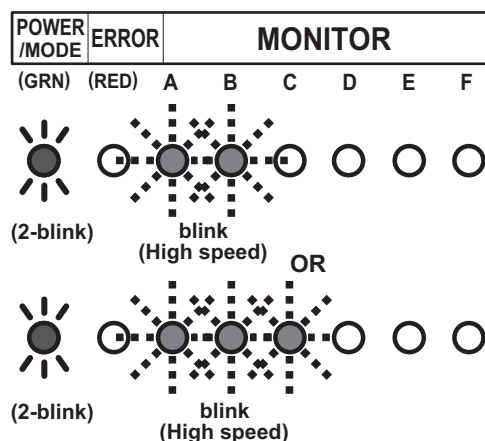 POWER /MODE ERROR MONITOR
(GRN) (RED) A B C D E F
(2-blink) blink
(High speed)
OR
(2-blink) blink
(High speed)